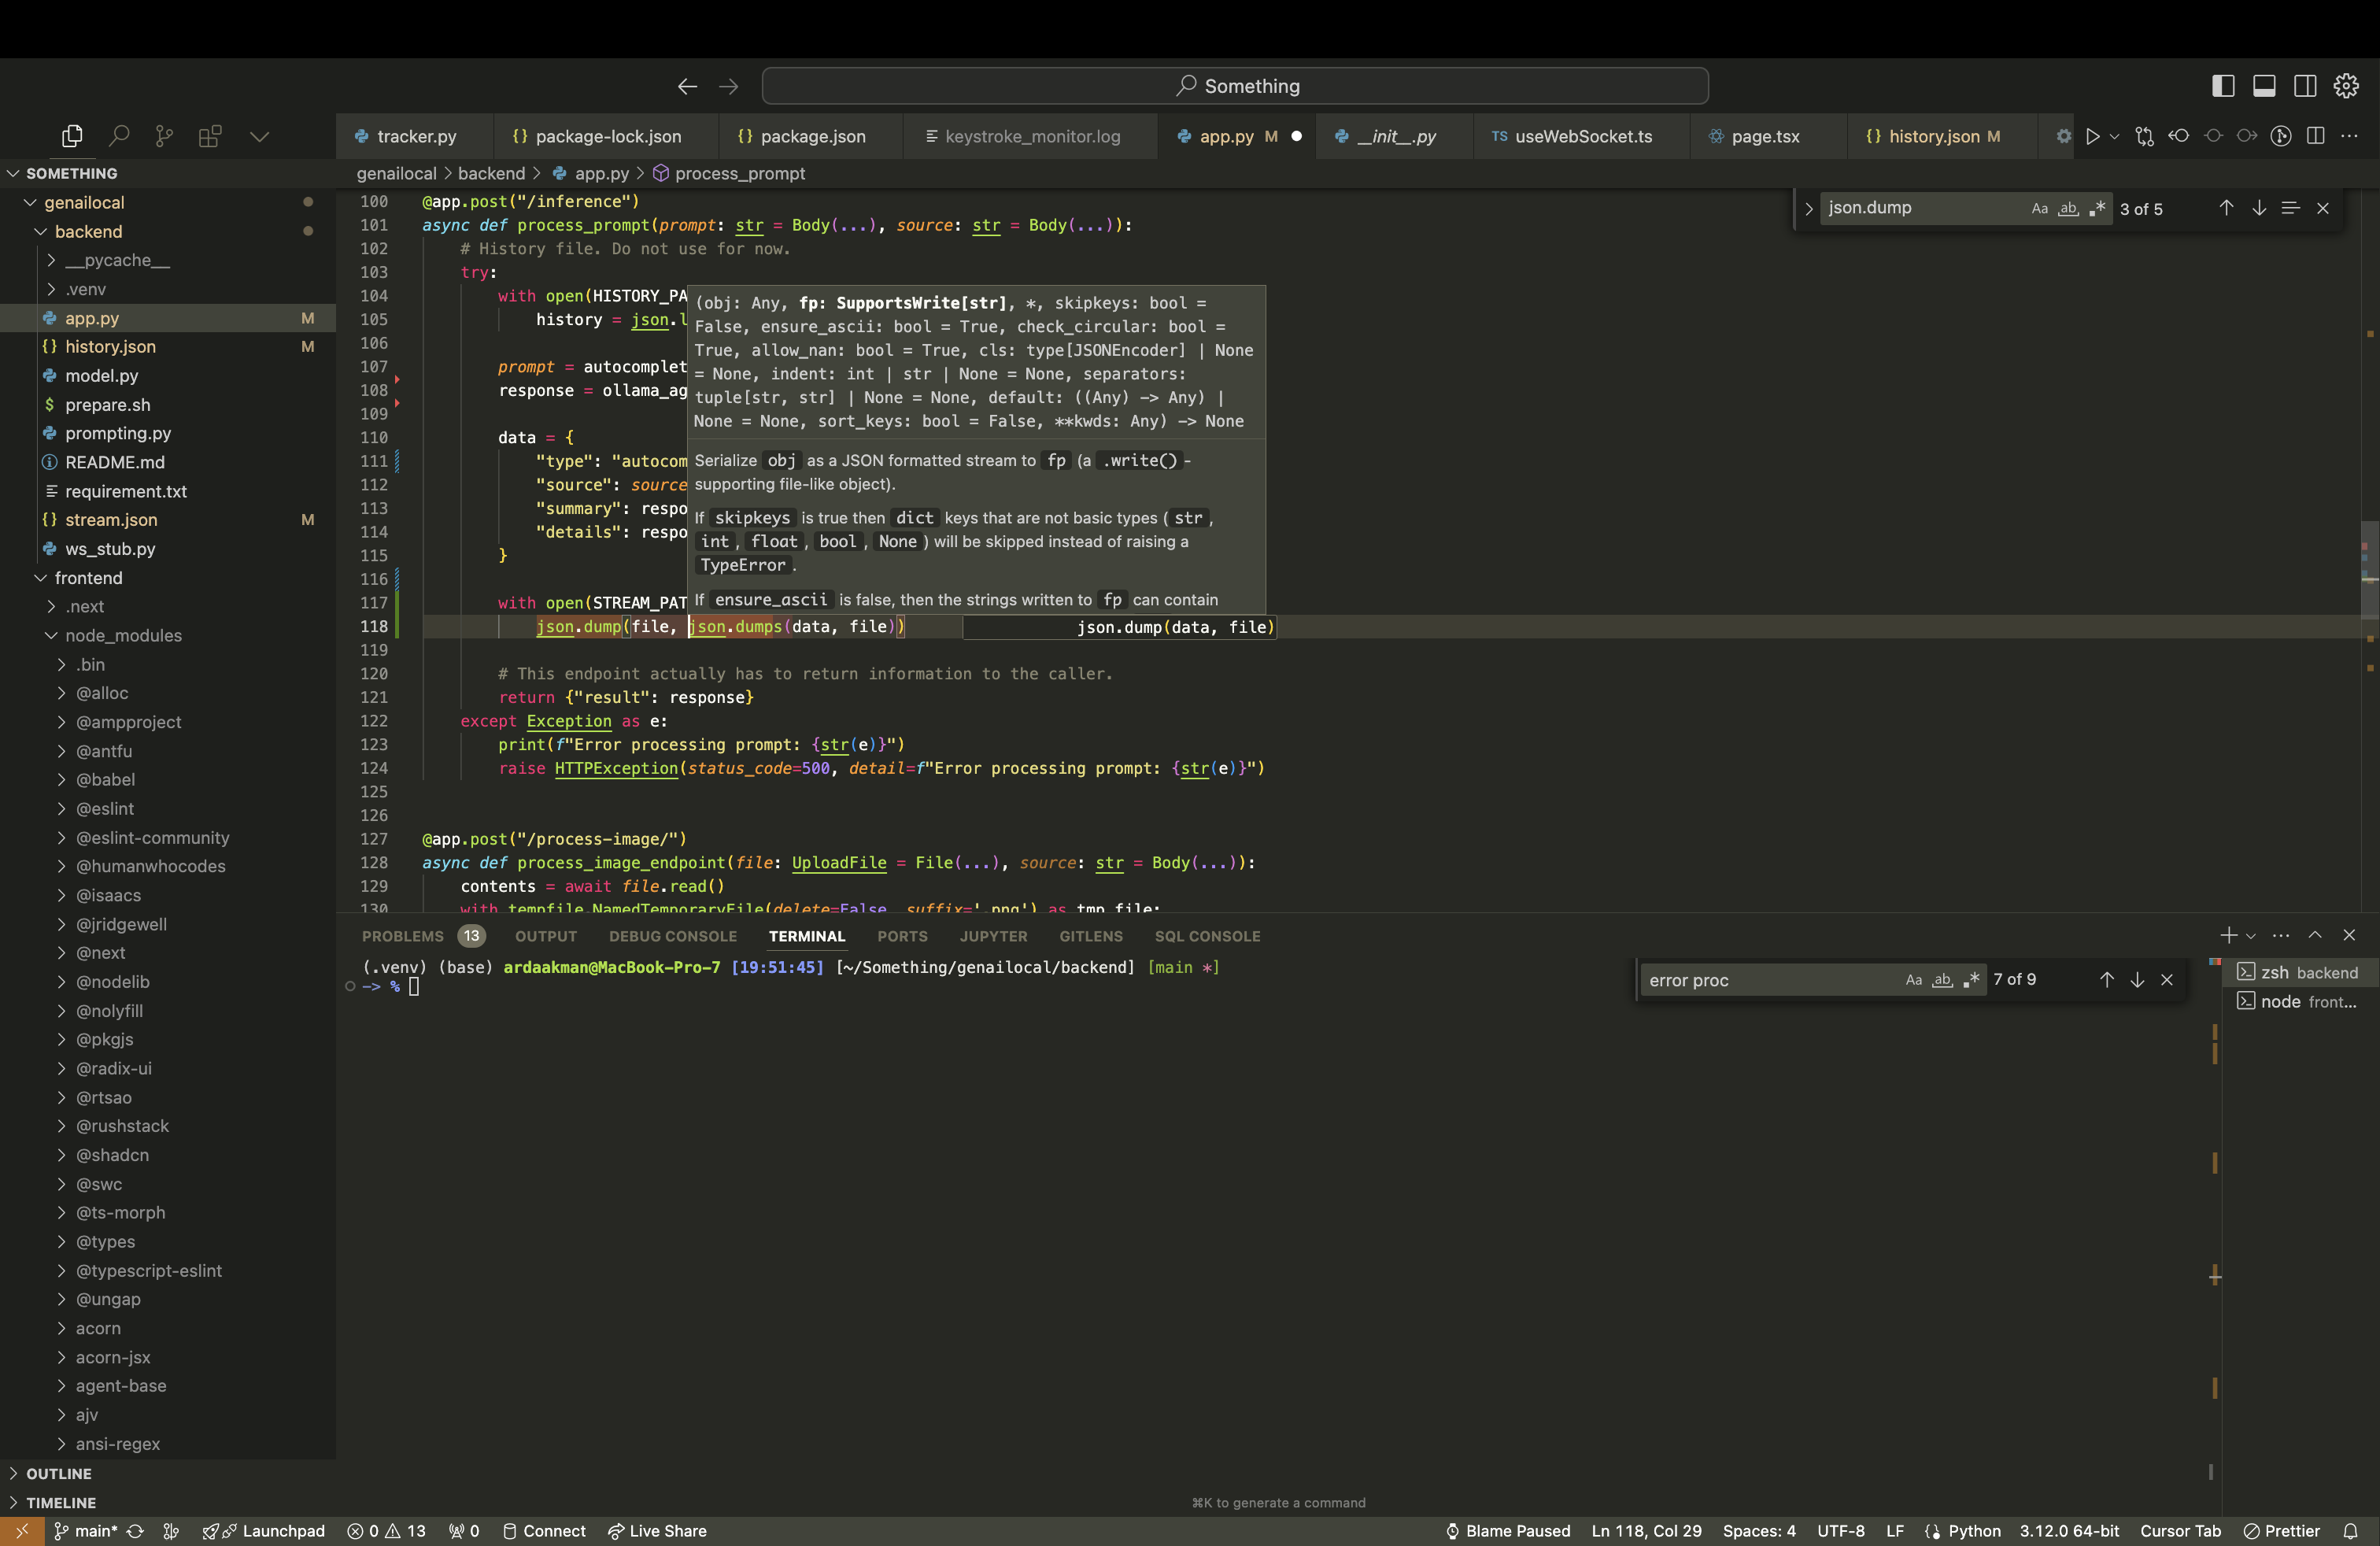 Something
tracker.py
package-lock.json
package.json
keystroke_monitor.log
app.py M
__init__.py
TS useWebSocket.ts
page.tsx
history.json M
SOMETHING
genailocal
backend
__pycache__
.venv
app.py M
history.json M
model.py
prepare.sh
prompting.py
README.md
requirement.txt
stream.json M
ws_stub.py
frontend
.next
node_modules
.bin
@alloc
@ampproject
@antfu
@babel
@eslint
@eslint-community
@humanwhocodes
@isaacs
@jridgewell
@next
@nodelib
@nolyfill
@pkgjs
@radix-ui
@rtsao
@rushstack
@shadcn
@swc
@ts-morph
@types
@typescript-eslint
@ungap
acorn
acorn-jsx
agent-base
ajv
ansi-regex
OUTLINE
TIMELINE
genailocal > backend > app.py > process_prompt
json.dump Aa ab .* 3 of 5
100 @app.post("/inference")
101 async def process_prompt(prompt: str = Body(...), source: str = Body(...)):
102 # History file. Do not use for now.
103 try:
104 with open(HISTORY_PA
105 history = json.l
106
107 prompt = autocomplet
108 response = ollama_ag
109
110 data = {
111 "type": "autocom
112 "source": source
113 "summary": respo
114 "details": respo
115 }
116
117 with open(STREAM_PAT
118 json.dump(file, json.dumps(data, file)) json.dump(data, file)
119
120 # This endpoint actually has to return information to the caller.
121 return {"result": response}
122 except Exception as e:
123 print(f"Error processing prompt: {str(e)}")
124 raise HTTPException(status_code=500, detail=f"Error processing prompt: {str(e)}")
125
126
127 @app.post("/process-image/")
128 async def process_image_endpoint(file: UploadFile = File(...), source: str = Body(...)):
129 contents = await file.read()
130 with tempfile.NamedTemporaryFile(delete=False, suffix='.png') as tmp_file:
(obj: Any, fp: SupportsWrite[str], *, skipkeys: bool =
False, ensure_ascii: bool = True, check_circular: bool =
True, allow_nan: bool = True, cls: type[JSONEncoder] | None
= None, indent: int | str | None = None, separators:
tuple[str, str] | None = None, default: ((Any) -> Any) |
None = None, sort_keys: bool = False, **kwds: Any) -> None
Serialize obj as a JSON formatted stream to fp (a .write()-
supporting file-like object).
If skipkeys is true then dict keys that are not basic types (str,
int, float, bool, None) will be skipped instead of raising a
TypeError.
If ensure_ascii is false, then the strings written to fp can contain
PROBLEMS 13 OUTPUT DEBUG CONSOLE TERMINAL PORTS JUPYTER GITLENS SQL CONSOLE
(.venv) (base) ardaakman@MacBook-Pro-7 [19:51:45] [~/Something/genailocal/backend] [main *]
-> %
error proc Aa ab .* 7 of 9
zsh backend
node front...
⌘K to generate a command
main* Launchpad 0 13 0 Connect Live Share Blame Paused Ln 118, Col 29 Spaces: 4 UTF-8 LF Python 3.12.0 64-bit Cursor Tab Prettier